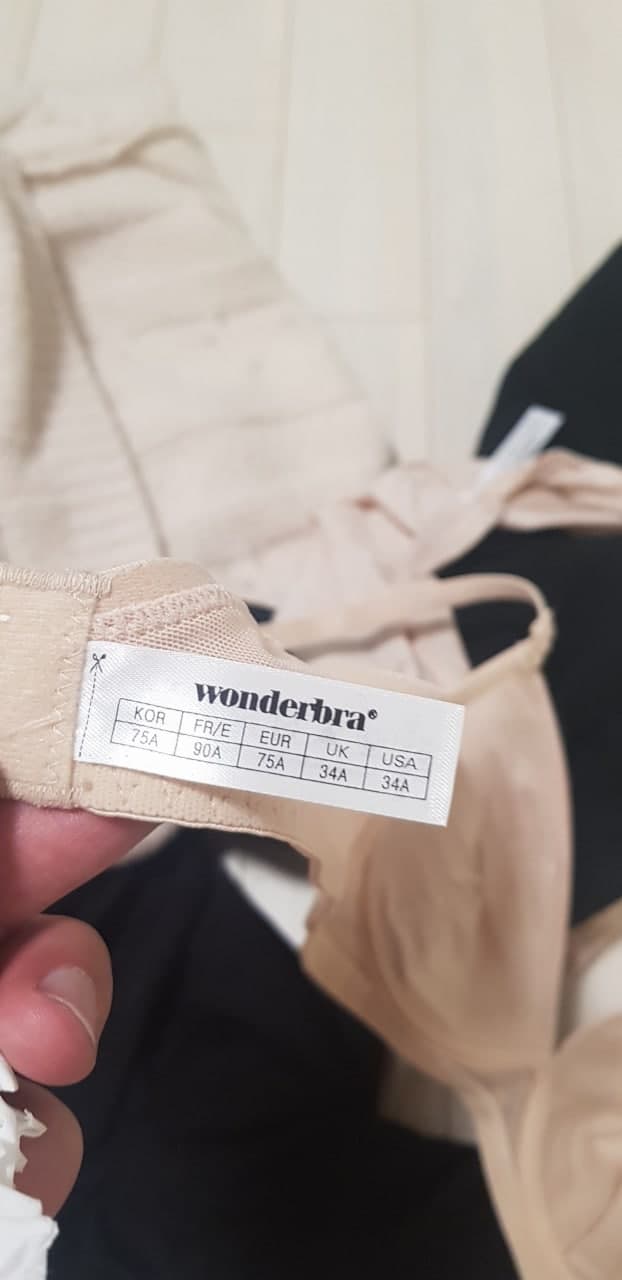 wonderbra®
KOR FR/E EUR UK USA
75A 90A 75A 34A 34A